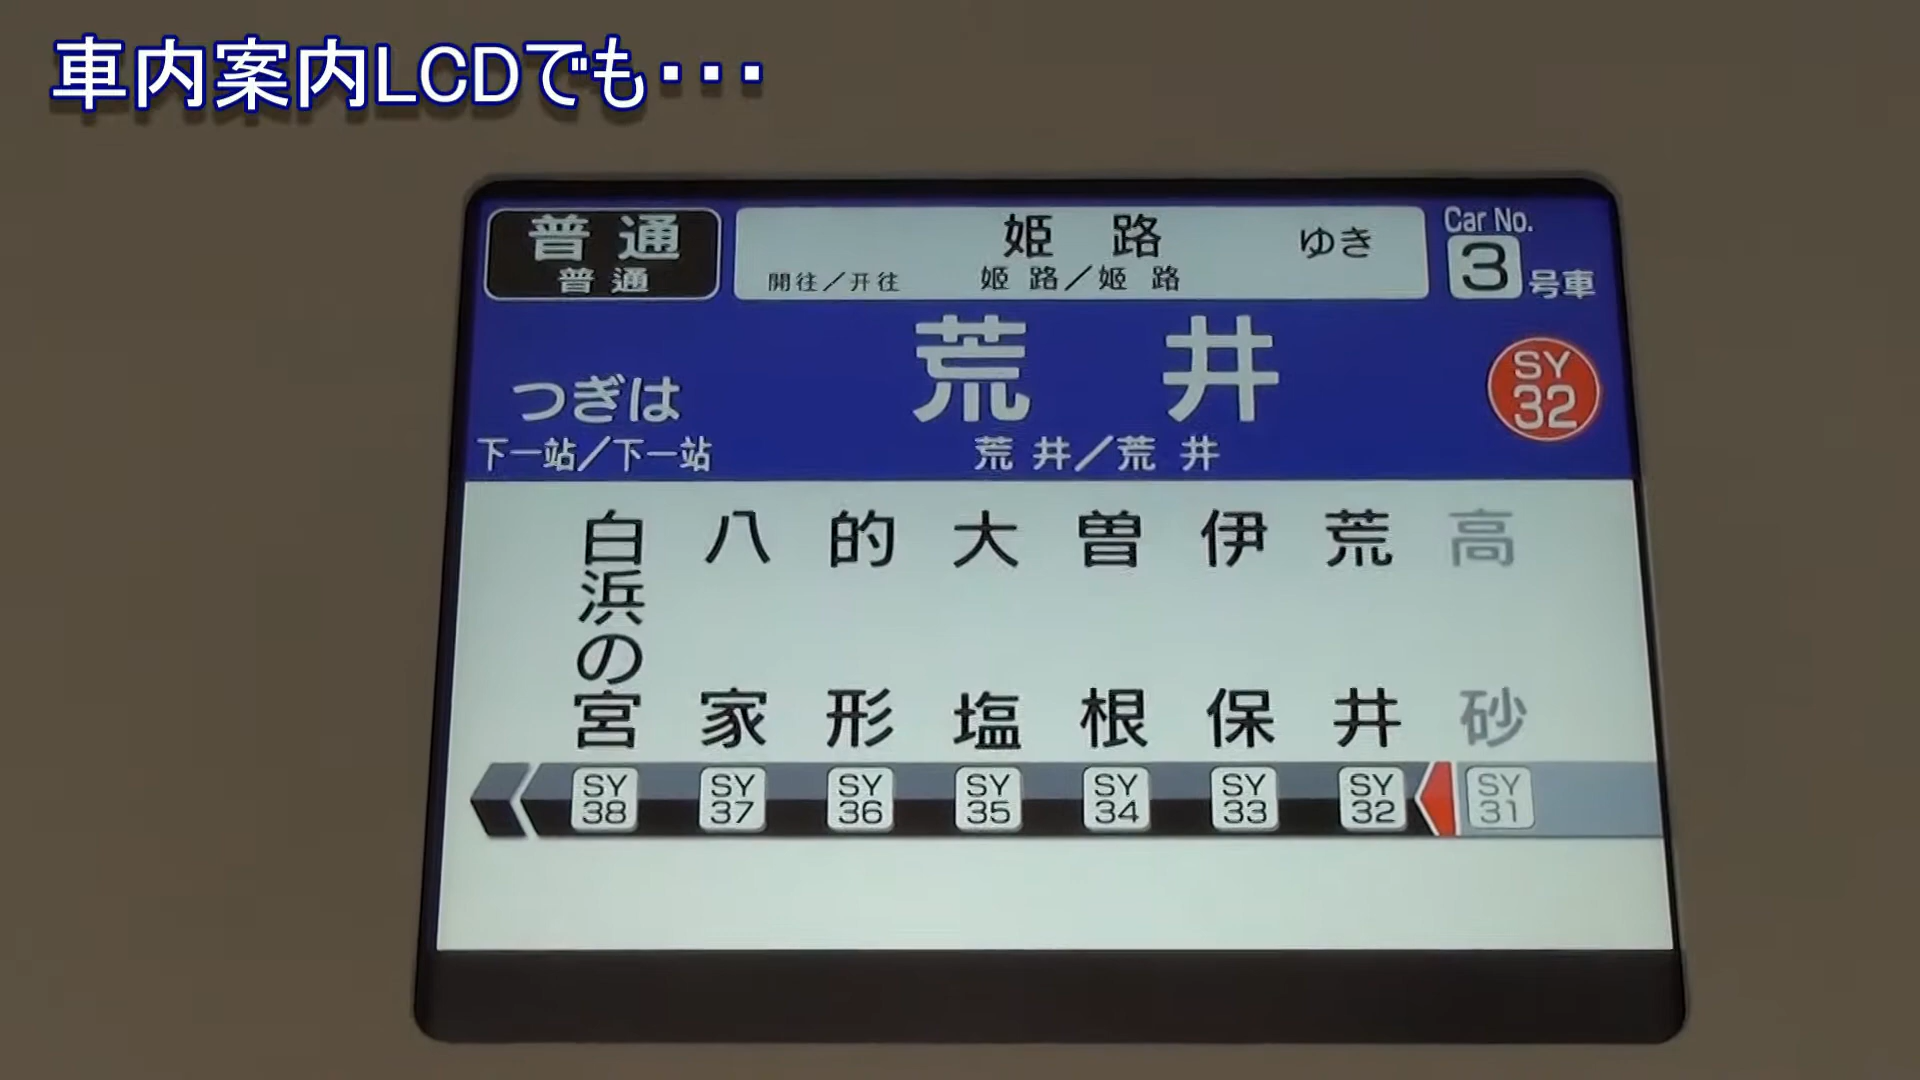 車内案内LCDでも・・・
普通
普通
姫路 ゆき
開往／开往 姫路／姫路
Car No.
3号車
つぎは 荒井
下一站／下一站 荒井／荒井
SY
32
白浜の宮 八家 的形 大塩 曽根 伊保 荒井 高砂
SY 38 SY 37 SY 36 SY 35 SY 34 SY 33 SY 32 SY 31